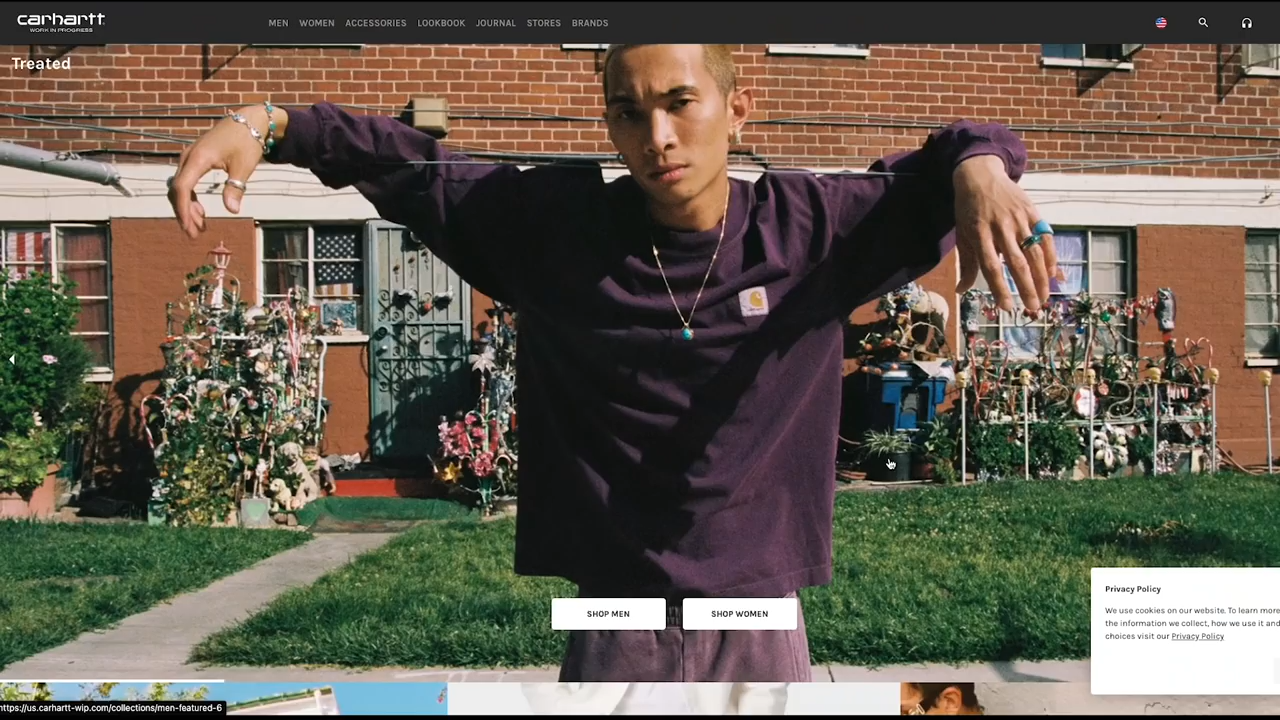 carhartt
WORK IN PROGRESS
MEN WOMEN ACCESSORIES LOOKBOOK JOURNAL STORES BRANDS
Treated
SHOP MEN
SHOP WOMEN
Privacy Policy
We use cookies on our website. To learn more
the information we collect, how we use it and
choices visit our Privacy Policy
https://us.carhartt-wip.com/collections/men-featured-6